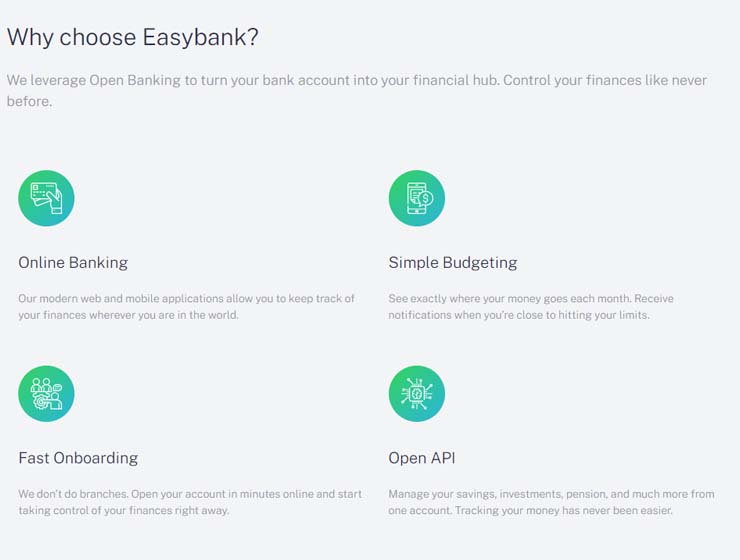 Why choose Easybank?
We leverage Open Banking to turn your bank account into your financial hub. Control your finances like never
before.
Online Banking
Our modern web and mobile applications allow you to keep track of
your finances wherever you are in the world.
Simple Budgeting
See exactly where your money goes each month. Receive
notifications when you're close to hitting your limits.
Fast Onboarding
We don't do branches. Open your account in minutes online and start
taking control of your finances right away.
Open API
Manage your savings, investments, pension, and much more from
one account. Tracking your money has never been easier.